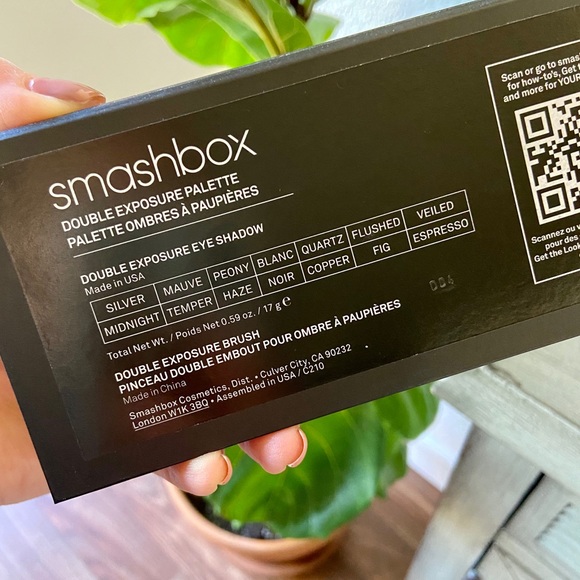 smashbox
DOUBLE EXPOSURE PALETTE
PALETTE OMBRES À PAUPIÈRES
DOUBLE EXPOSURE EYE SHADOW
Made in USA
SILVER MAUVE PEONY BLANC QUARTZ FLUSHED VEILED
MIDNIGHT TEMPER HAZE NOIR COPPER FIG ESPRESSO
Total Net Wt. / Poids Net 0.59 oz. / 17 g ℮
DOUBLE EXPOSURE BRUSH
PINCEAU DOUBLE EMBOUT POUR OMBRE À PAUPIÈRES
Made in China
Smashbox Cosmetics, Dist. • Culver City, CA 90232
London W1K 3BQ • Assembled in USA / C210
Scan or go to
for how-to's, Get
and more for YOUR
Scannez ou
pour des
Get the